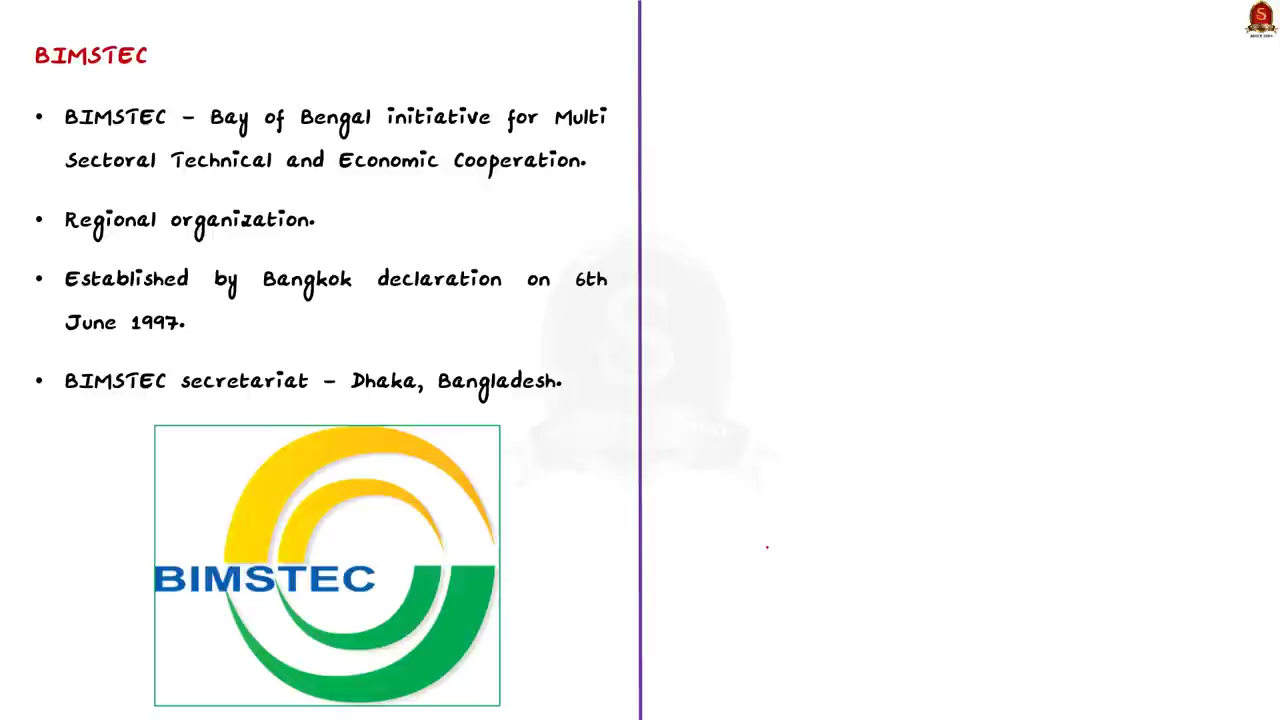 BIMSTEC
• BIMSTEC – Bay of Bengal initiative for Multi
Sectoral Technical and Economic Cooperation.
• Regional organization.
• Established by Bangkok declaration on 6th
June 1997.
• BIMSTEC secretariat – Dhaka, Bangladesh.
BIMSTEC
S